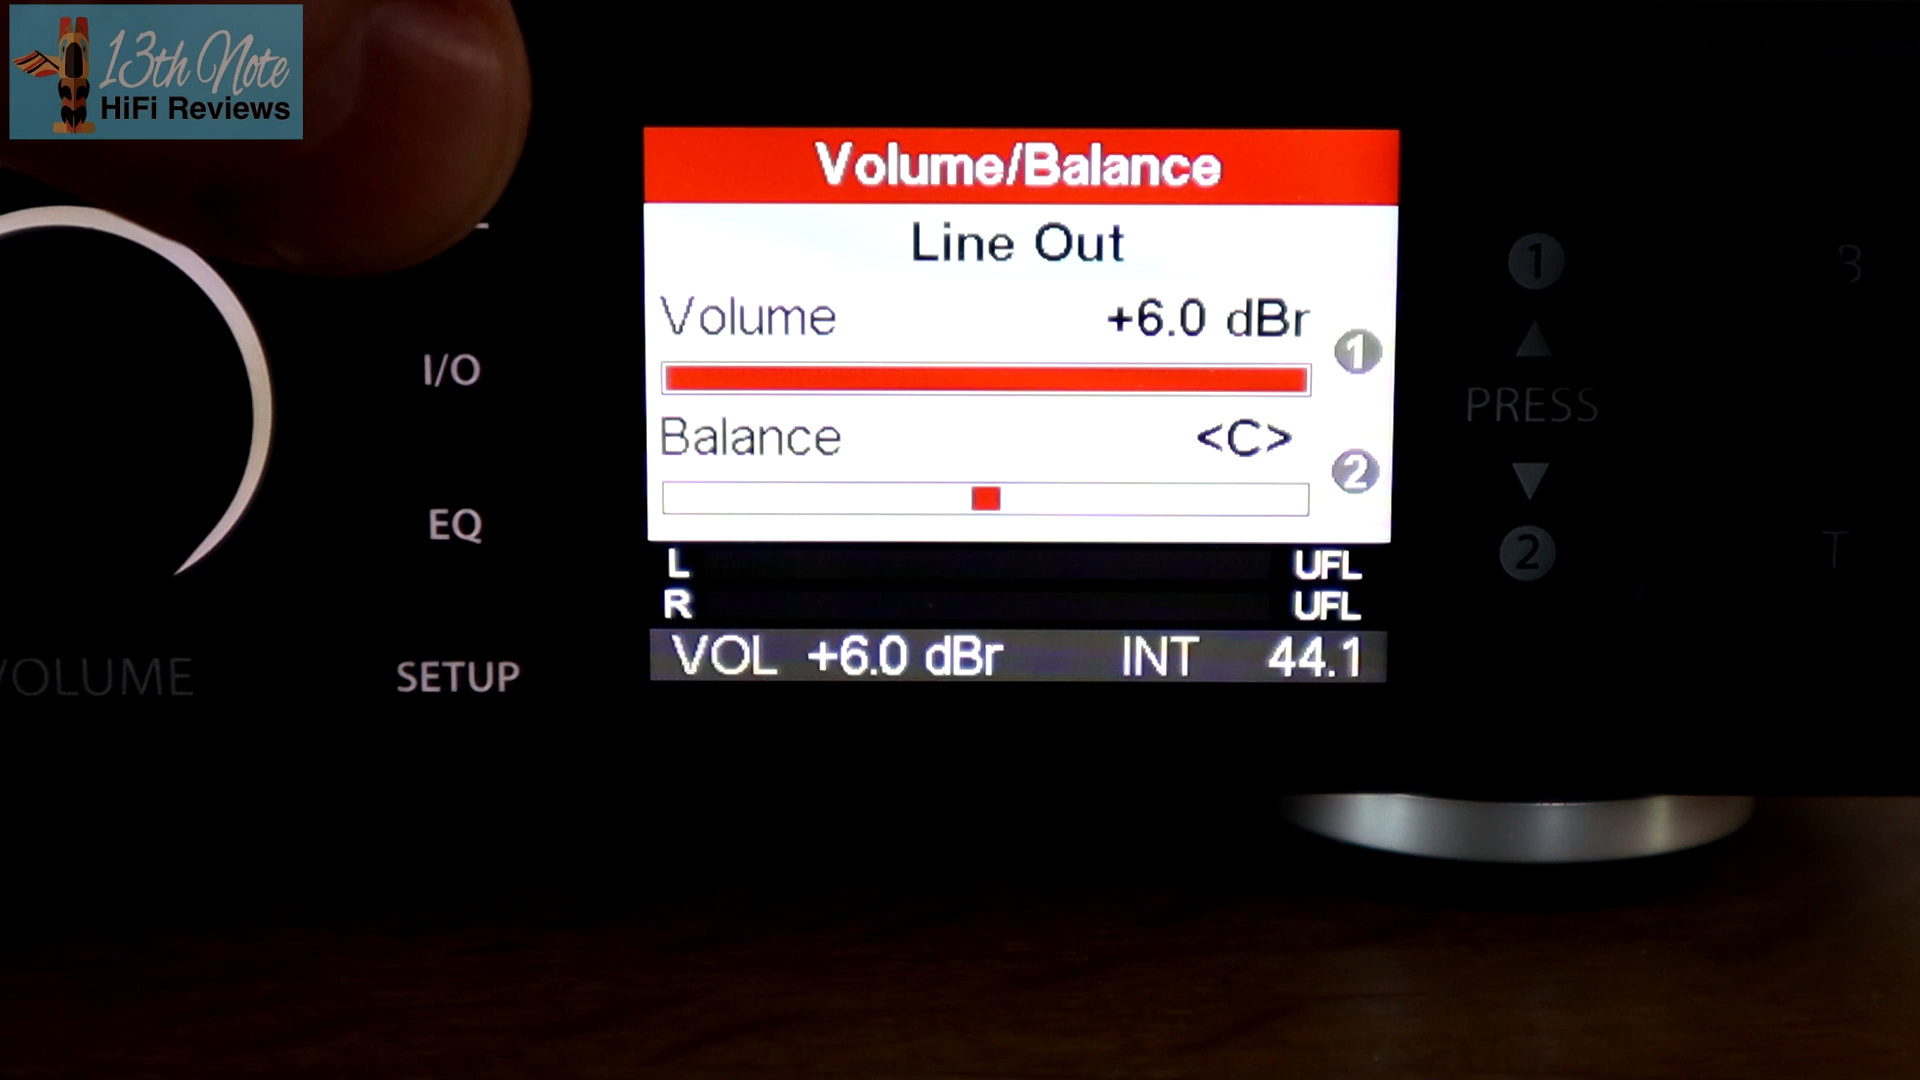 13th Note
HiFi Reviews
Volume/Balance
Line Out
Volume +6.0 dBr
1
Balance <C>
2
L UFL
R UFL
VOL +6.0 dBr INT 44.1
I/O
EQ
SETUP
VOLUME
1
PRESS
2
3
T